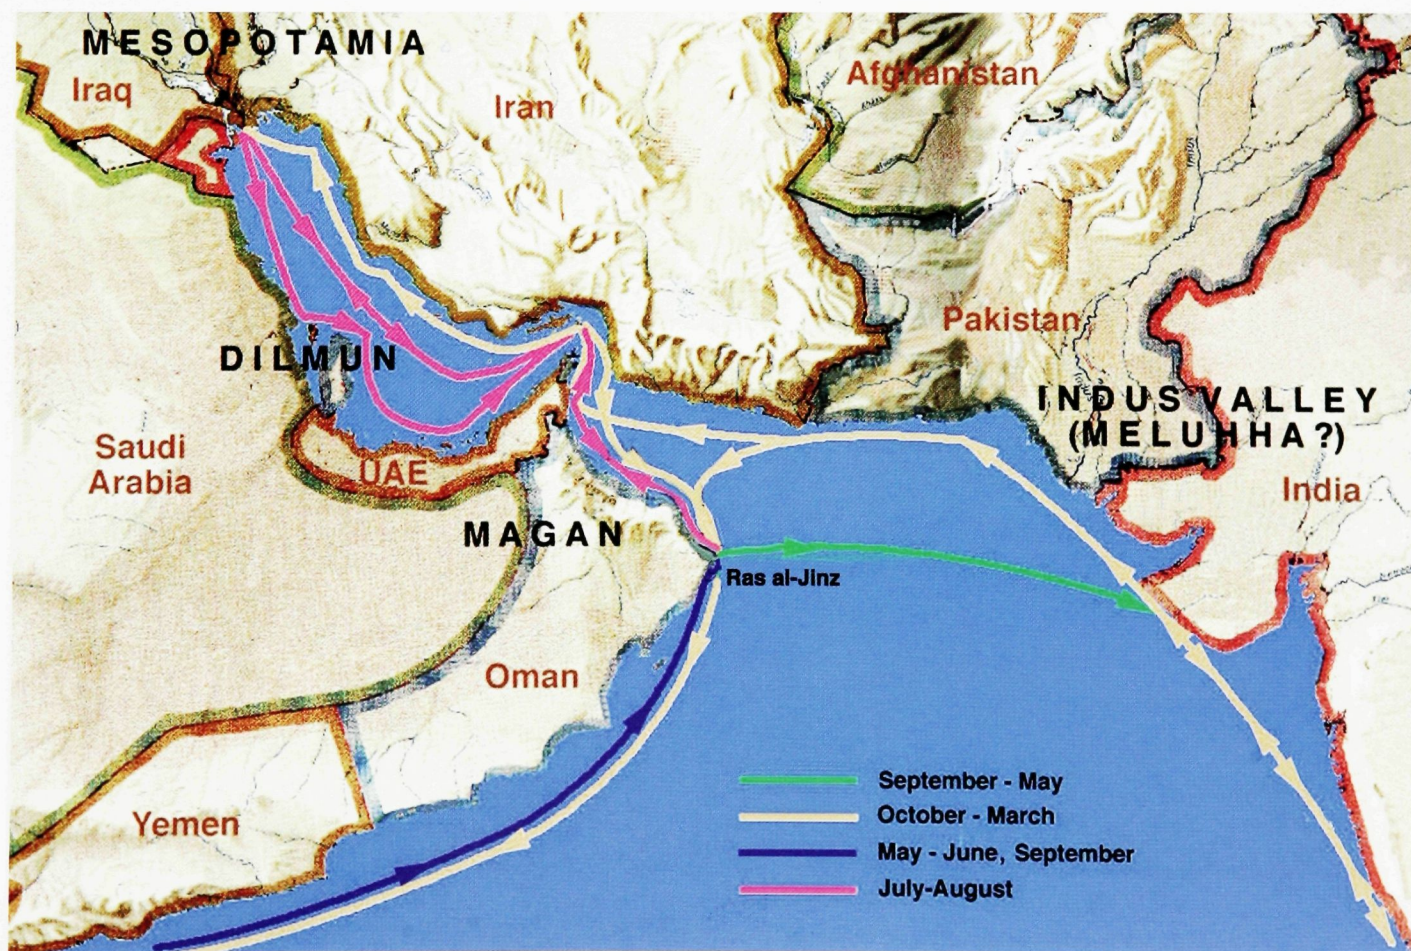 MESOPOTAMIA
Iraq
Iran
Afghanistan
Pakistan
DILMUN
INDUS VALLEY
(MELUHHA?)
Saudi
Arabia
UAE
India
MAGAN
Ras al-Jinz
Oman
Yemen
September - May
October - March
May - June, September
July-August